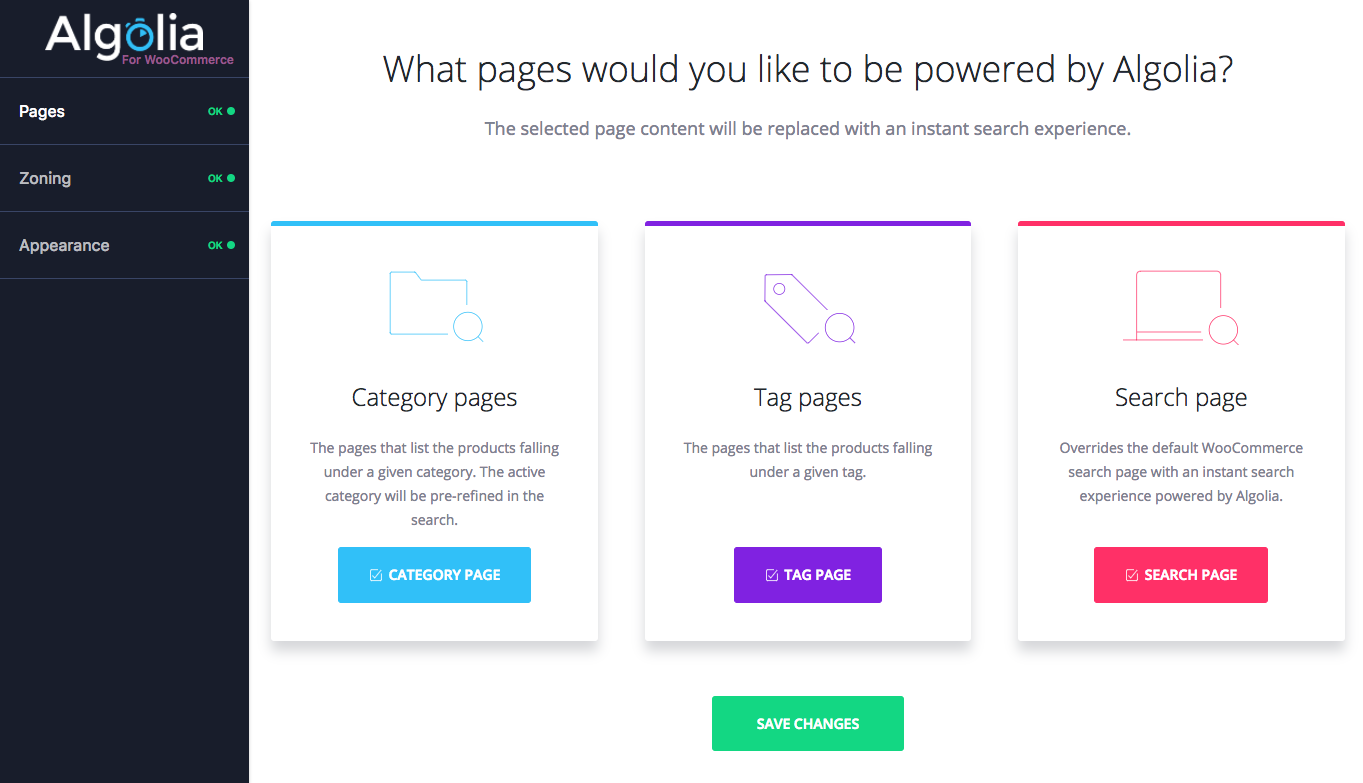 Algolia
For WooCommerce
Pages OK
Zoning OK
Appearance OK
What pages would you like to be powered by Algolia?
The selected page content will be replaced with an instant search experience.
Category pages
The pages that list the products falling
under a given category. The active
category will be pre-refined in the
search.
CATEGORY PAGE
Tag pages
The pages that list the products falling
under a given tag.
TAG PAGE
Search page
Overrides the default WooCommerce
search page with an instant search
experience powered by Algolia.
SEARCH PAGE
SAVE CHANGES